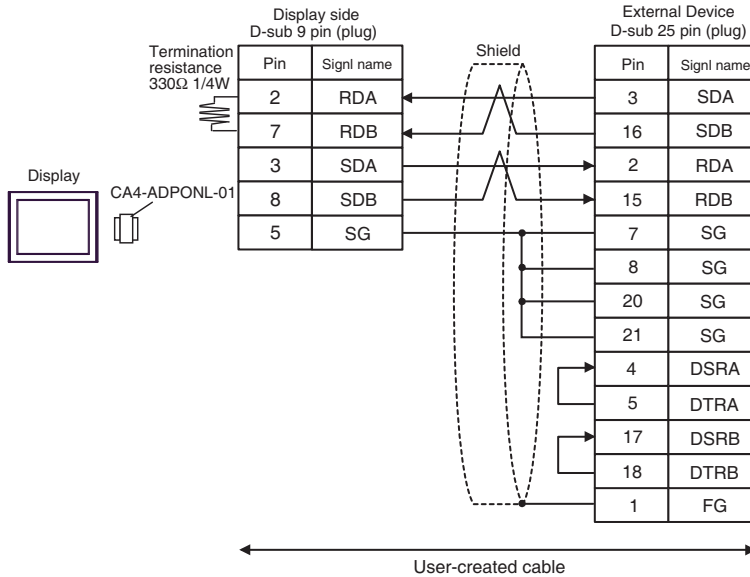 Display side
D-sub 9 pin (plug)
External Device
D-sub 25 pin (plug)
Termination
resistance
330Ω 1/4W
Shield
Pin Signl name
2 RDA
7 RDB
3 SDA
8 SDB
5 SG
Pin Signl name
3 SDA
16 SDB
2 RDA
15 RDB
7 SG
8 SG
20 SG
21 SG
4 DSRA
5 DTRA
17 DSRB
18 DTRB
1 FG
Display
CA4-ADPONL-01
User-created cable